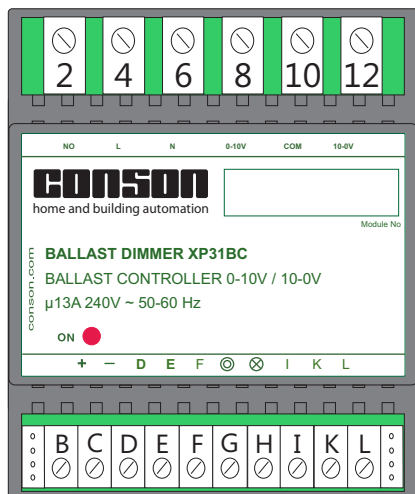 2 4 6 8 10 12
NO L N 0-10V COM 10-0V
conson
home and building automation
Module No
conson.com
BALLAST DIMMER XP31BC
BALLAST CONTROLLER 0-10V / 10-0V
µ13A 240V ~ 50-60 Hz
ON
+ − D E F ◎ ⊗ I K L
B C D E F G H I K L